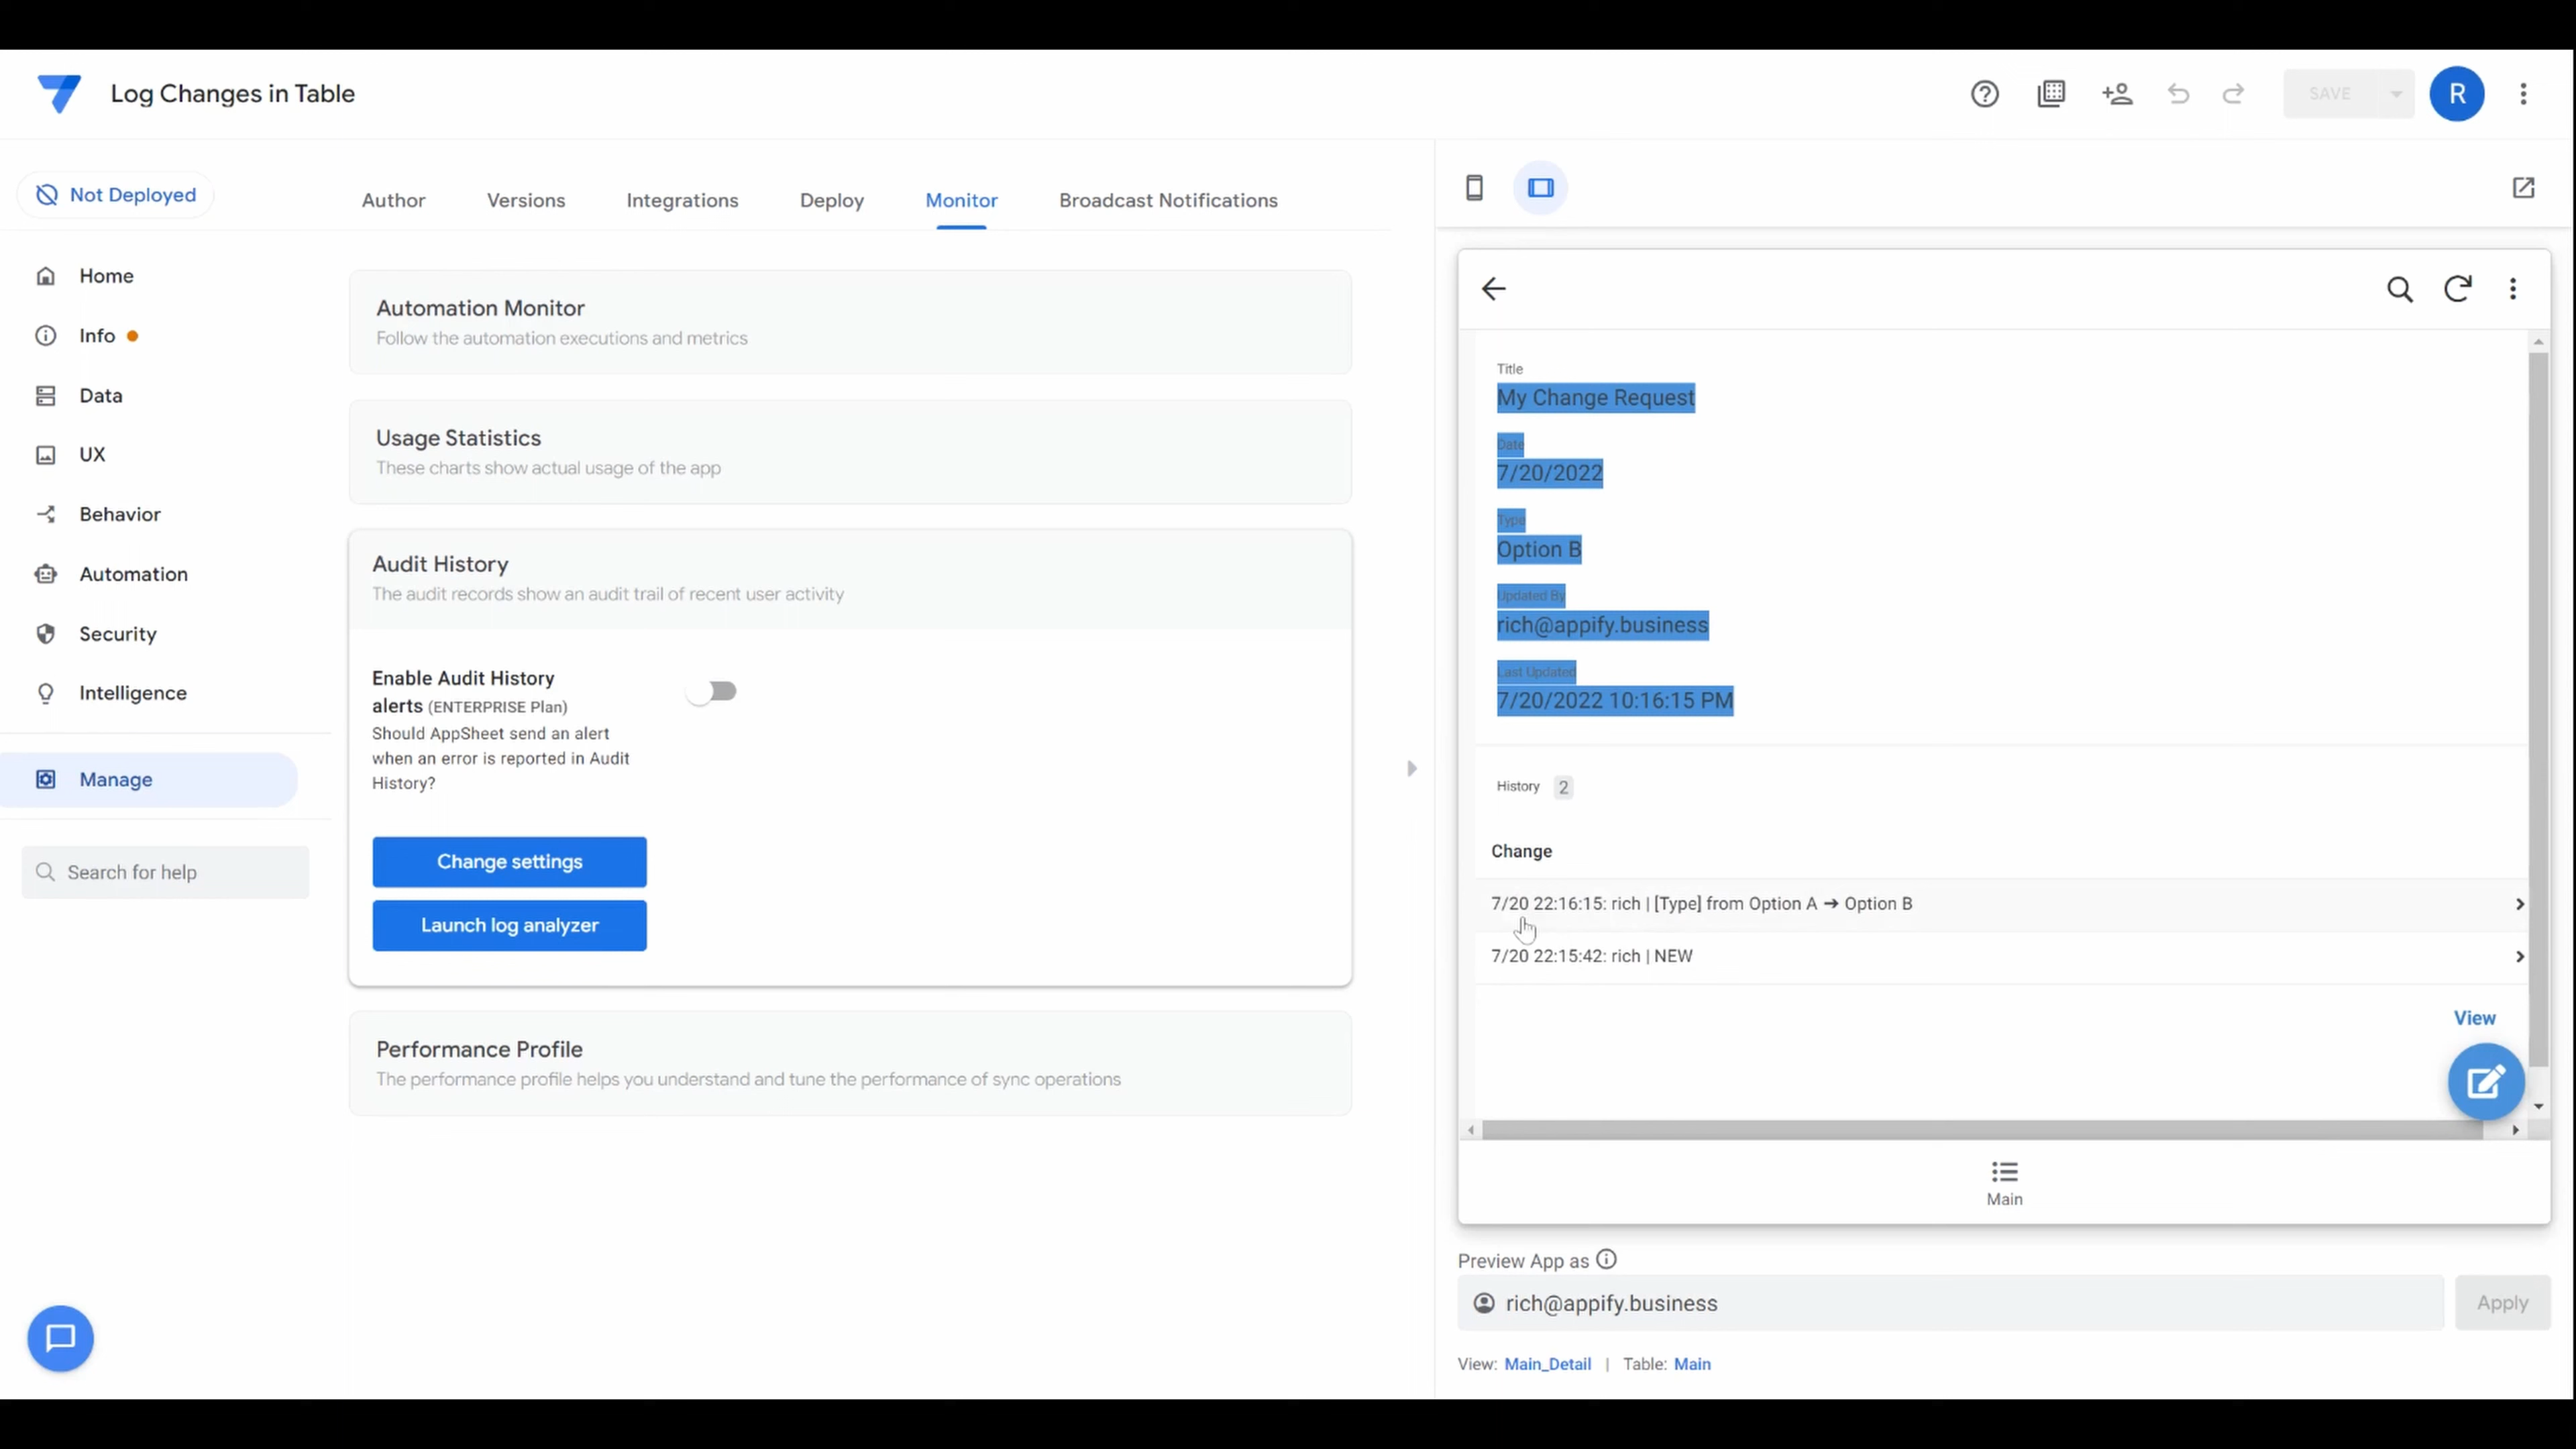 Log Changes in Table
SAVE
R
Not Deployed
Author
Versions
Integrations
Deploy
Monitor
Broadcast Notifications
Home
Info
Data
UX
Behavior
Automation
Security
Intelligence
Manage
Search for help
Automation Monitor
Follow the automation executions and metrics
Usage Statistics
These charts show actual usage of the app
Audit History
The audit records show an audit trail of recent user activity
Enable Audit History
alerts (ENTERPRISE Plan)
Should AppSheet send an alert
when an error is reported in Audit
History?
Change settings
Launch log analyzer
Performance Profile
The performance profile helps you understand and tune the performance of sync operations
Title
My Change Request
Date
7/20/2022
Type
Option B
Updated By
rich@appify.business
Last Updated
7/20/2022 10:16:15 PM
History 2
Change
7/20 22:16:15: rich | [Type] from Option A ➔ Option B
7/20 22:15:42: rich | NEW
View
Main
Preview App as
rich@appify.business
Apply
View: Main_Detail | Table: Main